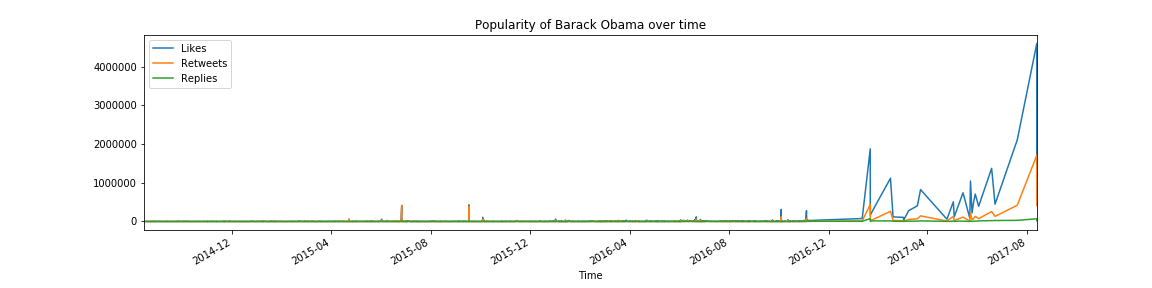 Popularity of Barack Obama over time
Likes
Retweets
Replies
4000000
3000000
2000000
1000000
0
2014-12
2015-04
2015-08
2015-12
2016-04
2016-08
2016-12
2017-04
2017-08
Time